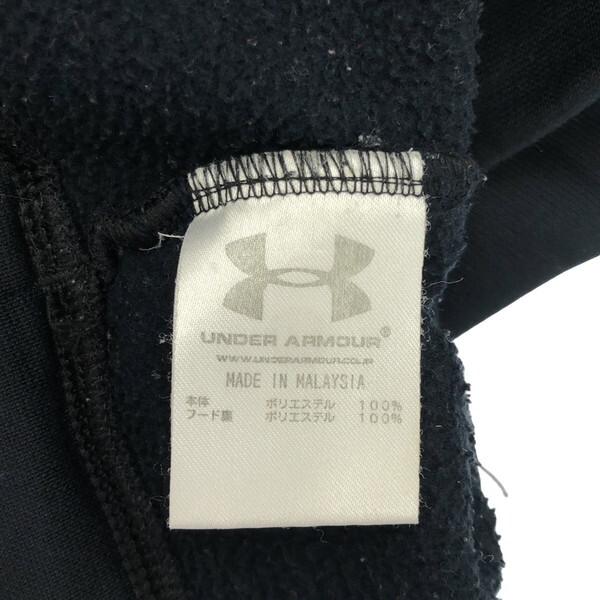 UNDER ARMOUR®
WWW.UNDERARMOUR.CO.JP
MADE IN MALAYSIA
本体 ポリエステル 100%
フード裏 ポリエステル 100%